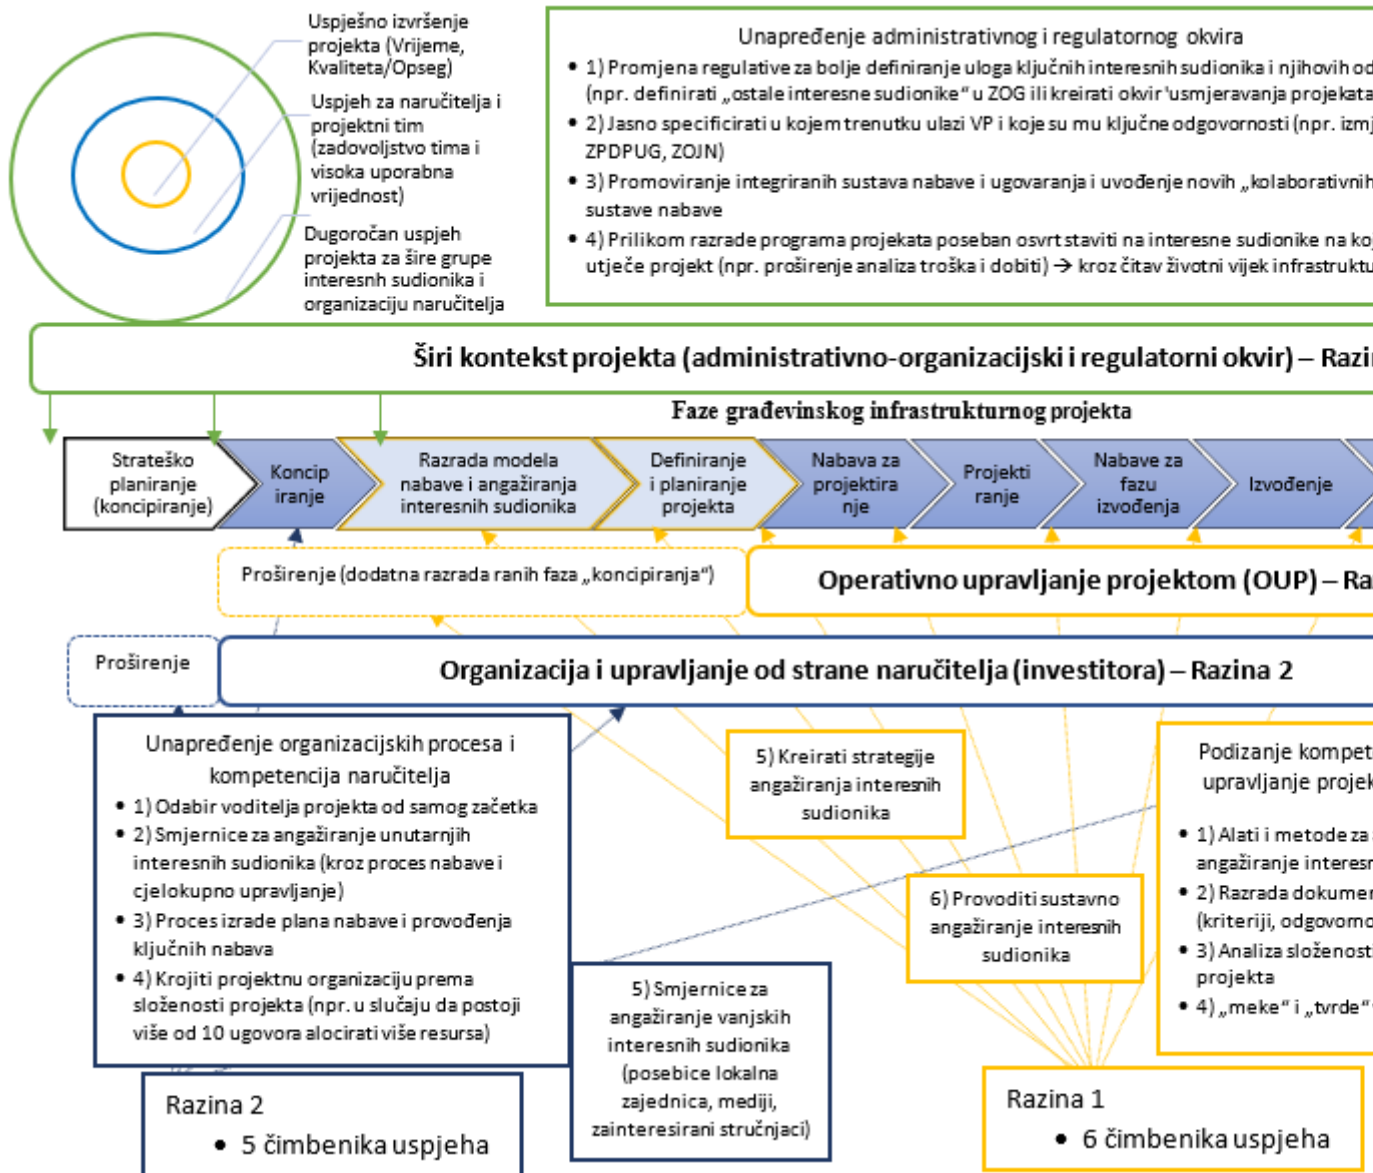 Uspješno izvršenje
projekta (Vrijeme,
Kvaliteta/Opseg)
Uspjeh za naručitelja i
projektni tim
(zadovoljstvo tima i
visoka uporabna
vrijednost)
Dugoročan uspjeh
projekta za šire grupe
interesnh sudionika i
organizaciju naručitelja
Unapređenje administrativnog i regulatornog okvira
• 1) Promjena regulative za bolje definiranje uloga ključnih interesnih sudionika i njihovih od
(npr. definirati „ostale interesne sudionike“ u ZOG ili kreirati okvir 'usmjeravanja projekata
• 2) Jasno specificirati u kojem trenutku ulazi VP i koje su mu ključne odgovornosti (npr. izmj
ZPDPUG, ZOJN)
• 3) Promoviranje integriranih sustava nabave i ugovaranja i uvođenje novih „kolaborativnih
sustave nabave
• 4) Prilikom razrade programa projekata poseban osvrt staviti na interesne sudionike na koj
utječe projekt (npr. proširenje analiza troška i dobiti) → kroz čitav životni vijek infrastruktu
Širi kontekst projekta (administrativno-organizacijski i regulatorni okvir) – Razi
Faze građevinskog infrastrukturnog projekta
Strateško
planiranje
(koncipiranje)
Koncip
iranje
Razrada modela
nabave i angažiranja
interesnih sudionika
Definiranje
i planiranje
projekta
Nabava za
projektira
nje
Projekti
ranje
Nabave za
fazu
izvođenja
Izvođenje
Proširenje (dodatna razrada ranih faza „koncipiranja“)
Operativno upravljanje projektom (OUP) – Ra
Proširenje
Organizacija i upravljanje od strane naručitelja (investitora) – Razina 2
Unapređenje organizacijskih procesa i
kompetencija naručitelja
• 1) Odabir voditelja projekta od samog začetka
• 2) Smjernice za angažiranje unutarnjih
interesnih sudionika (kroz proces nabave i
cjelokupno upravljanje)
• 3) Proces izrade plana nabave i provođenja
ključnih nabava
• 4) Krojiti projektnu organizaciju prema
složenosti projekta (npr. u slučaju da postoji
više od 10 ugovora alocirati više resursa)
5) Kreirati strategije
angažiranja interesnih
sudionika
6) Provoditi sustavno
angažiranje interesnih
sudionika
5) Smjernice za
angažiranje vanjskih
interesnih sudionika
(posebice lokalna
zajednica, mediji,
zainteresirani stručnjaci)
Podizanje kompet
upravljanje projek
• 1) Alati i metode za
angažiranje interesn
• 2) Razrada dokumen
(kriteriji, odgovorno
• 3) Analiza složenosti
projekta
• 4) „meke“ i „tvrde“
Razina 2
• 5 čimbenika uspjeha
Razina 1
• 6 čimbenika uspjeha